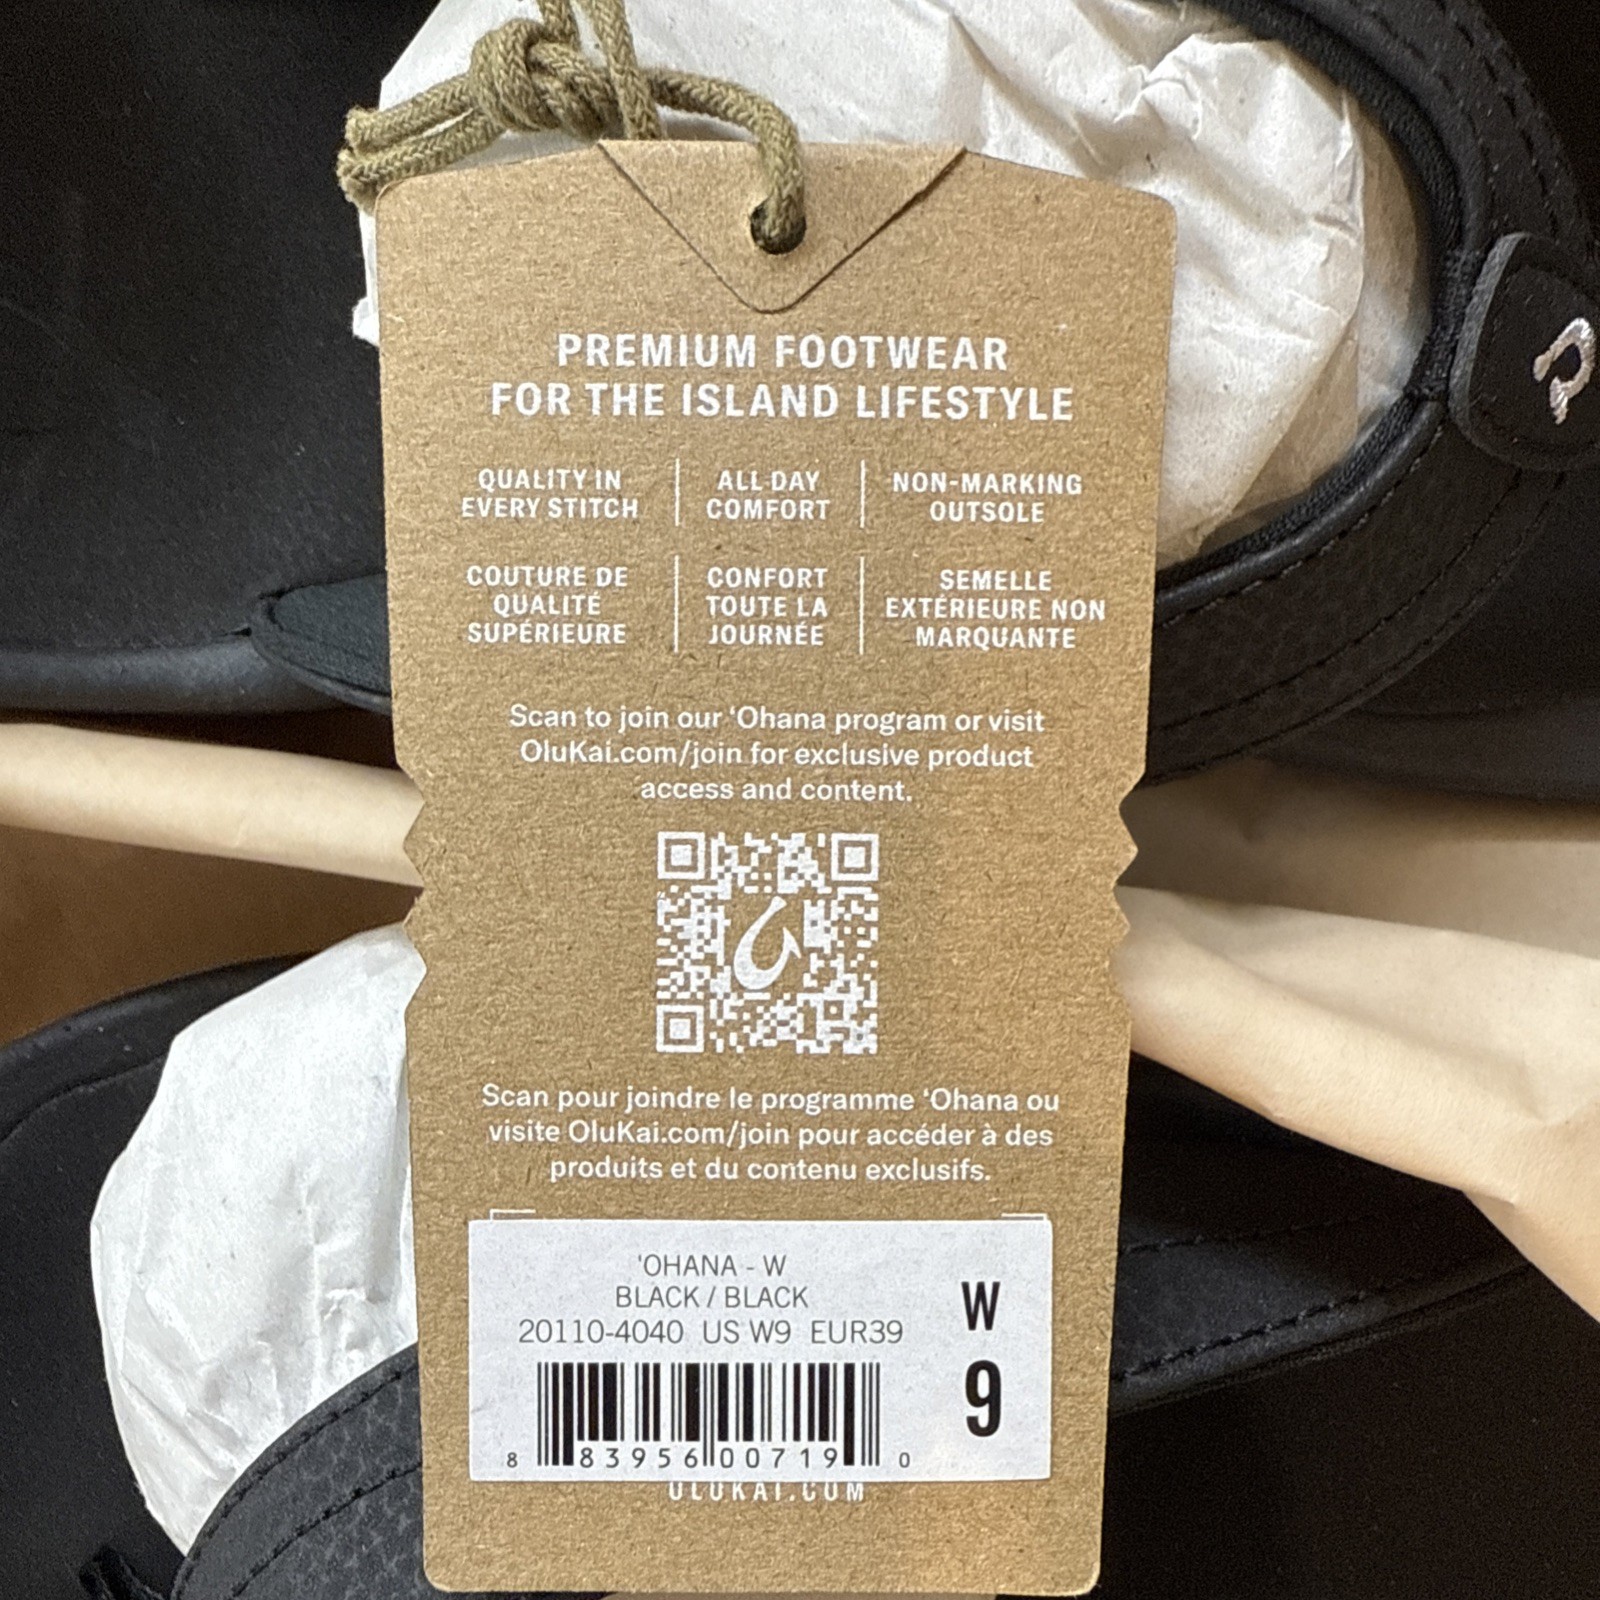 PREMIUM FOOTWEAR
FOR THE ISLAND LIFESTYLE
QUALITY IN
EVERY STITCH
ALL DAY
COMFORT
NON-MARKING
OUTSOLE
COUTURE DE
QUALITÉ
SUPÉRIEURE
CONFORT
TOUTE LA
JOURNÉE
SEMELLE
EXTÉRIEURE NON
MARQUANTE
Scan to join our ‘Ohana program or visit
OluKai.com/join for exclusive product
access and content.
Scan pour joindre le programme ‘Ohana ou
visite OluKai.com/join pour accéder à des
produits et du contenu exclusifs.
'OHANA - W
BLACK / BLACK
20110-4040 US W9 EUR39
W
9
8 83956 00719 0
OLUKAI.COM